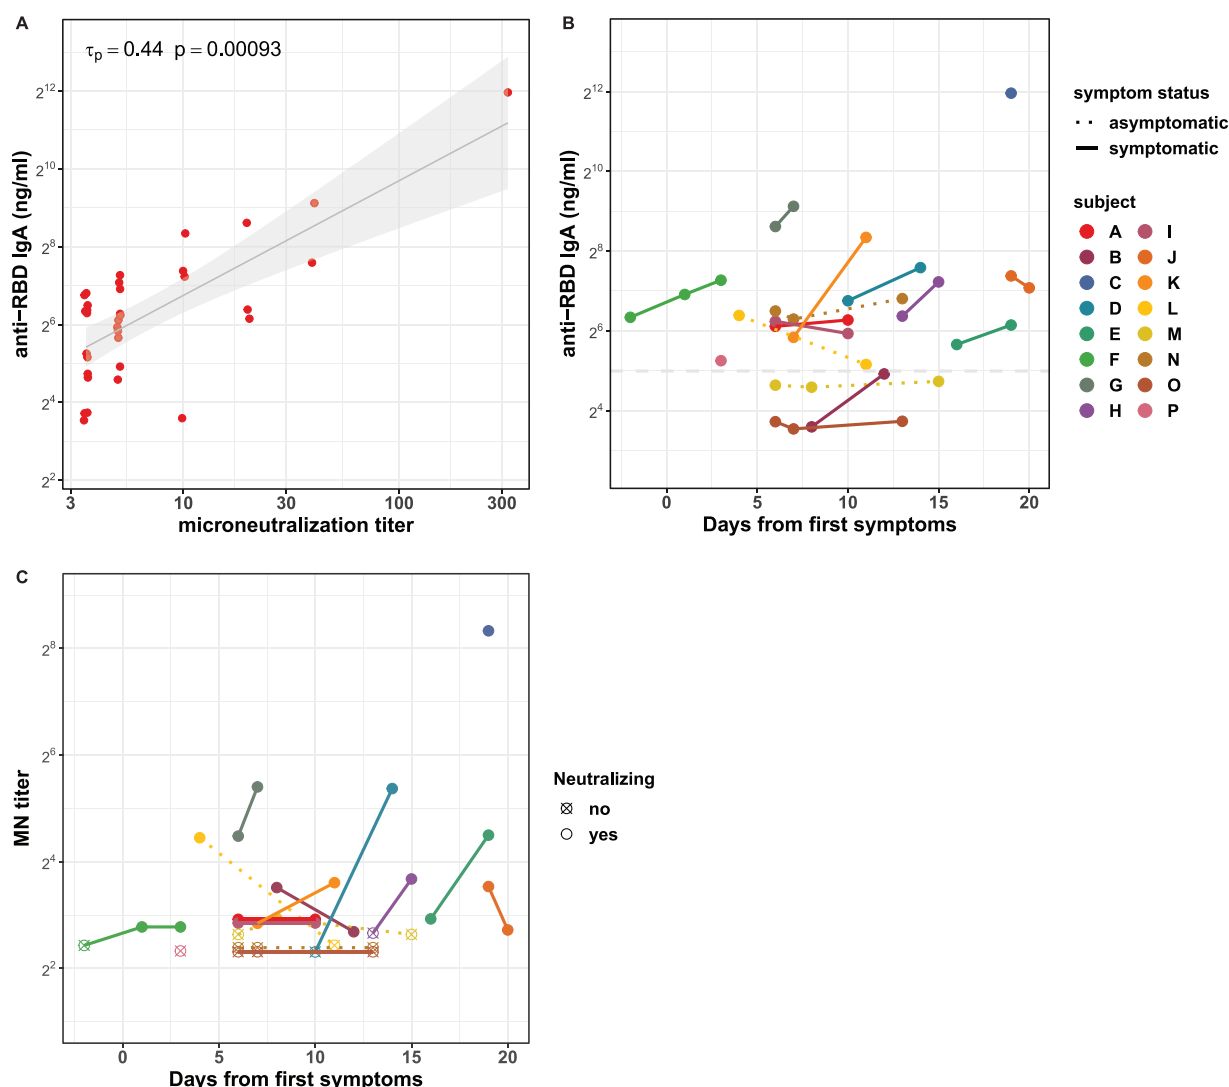 A
τp = 0.44 p = 0.00093
2^12
2^10
2^8
2^6
2^4
2^2
anti−RBD IgA (ng/ml)
3 10 30 100 300
microneutralization titer
B
2^12
2^10
2^8
2^6
2^4
anti−RBD IgA (ng/ml)
0 5 10 15 20
Days from first symptoms
symptom status
asymptomatic
symptomatic
subject
A I
B J
C K
D L
E M
F N
G O
H P
C
2^8
2^6
2^4
2^2
MN titer
0 5 10 15 20
Days from first symptoms
Neutralizing
no
yes